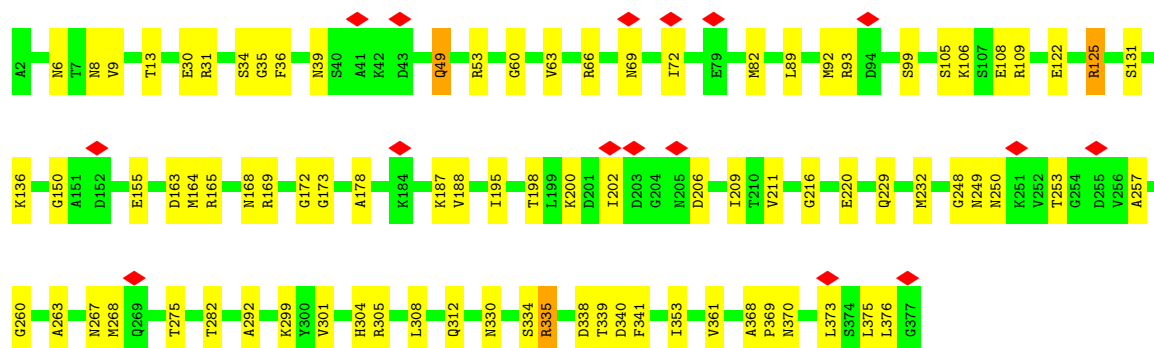 A2 N6 T7 N8 V9 T13 E30 R31 S34 G35 F36 N39 S40 A41 K42 D43 Q49 R53 G60 V63 R66 N69 I72 E79 M82 L89 M92 R93 D94 S99 S105 K106 S107 E108 R109 E122 R125 S131
K136 G150 A151 D152 E155 D163 M164 R165 N168 R169 G172 G173 A178 K184 K187 V188 I195 T198 L199 K200 D201 I202 D203 G204 N205 D206 I209 T210 V211 G216 E220 Q229 M232 G248 N249 N250 K251 V252 T253 G254 D255 V256 A257
G260 A263 N267 M268 Q269 T275 T282 A292 K299 Y300 V301 H304 R305 L308 Q312 N330 S334 R335 D338 T339 D340 F341 I353 V361 A368 P369 N370 L373 S374 L375 L376 G377